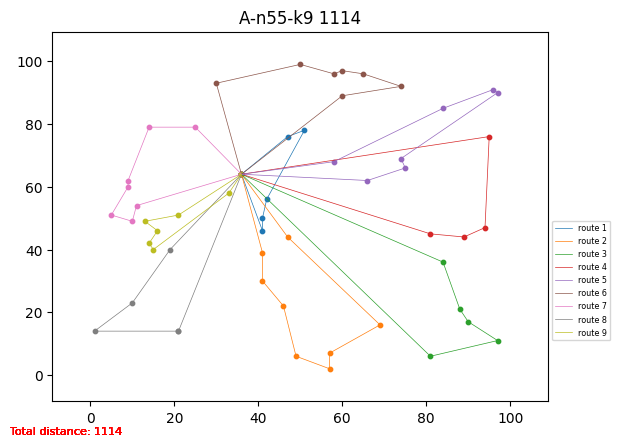 A-n55-k9 1114
100
80
60
40
20
0
0 20 40 60 80 100
route 1
route 2
route 3
route 4
route 5
route 6
route 7
route 8
route 9
Total distance: 1114